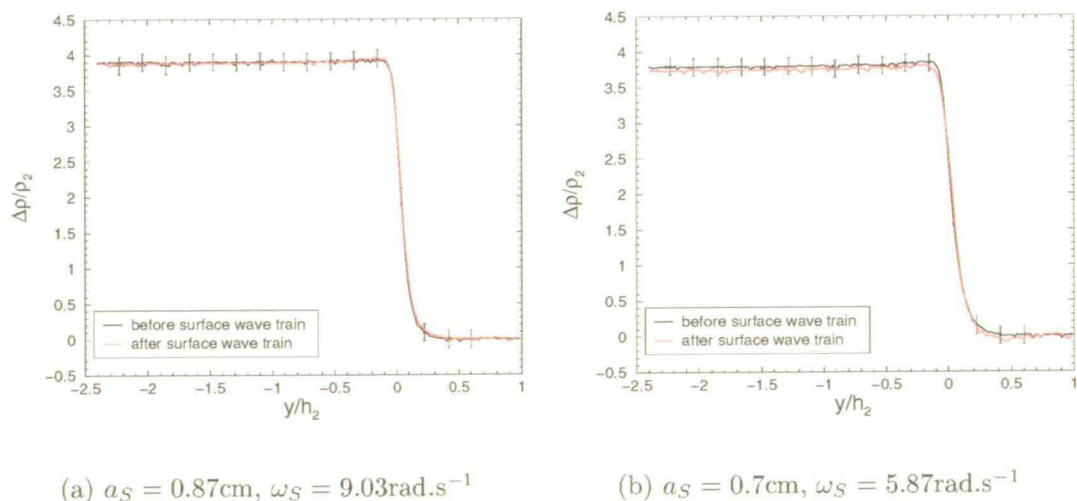 4.5
4
3.5
3
2.5
2
1.5
1
0.5
0
-0.5
Δρ/ρ₂
before surface wave train
after surface wave train
-2.5 -2 -1.5 -1 -0.5 0 0.5 1
y/h₂
4.5
4
3.5
3
2.5
2
1.5
1
0.5
0
-0.5
Δρ/ρ₂
before surface wave train
after surface wave train
-2.5 -2 -1.5 -1 -0.5 0 0.5 1
y/h₂
(a) a_S = 0.87cm, ω_S = 9.03rad.s⁻¹
(b) a_S = 0.7cm, ω_S = 5.87rad.s⁻¹